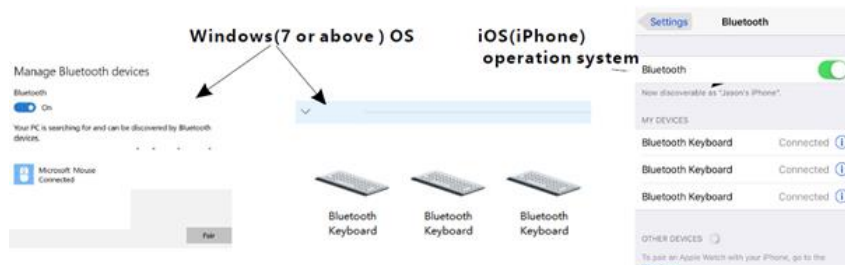 Windows(7 or above ) OS
iOS(iPhone)
operation system
Manage Bluetooth devices
Bluetooth
On
Your PC is searching for and can be discovered by Bluetooth
devices.
Microsoft Mouse
Connected
Pair
Bluetooth
Keyboard
Bluetooth
Keyboard
Bluetooth
Keyboard
Settings
Bluetooth
Bluetooth
Now discoverable as "Jason's iPhone".
MY DEVICES
Bluetooth Keyboard Connected
Bluetooth Keyboard Connected
Bluetooth Keyboard Connected
OTHER DEVICES
To pair an Apple Watch with your iPhone, go to the